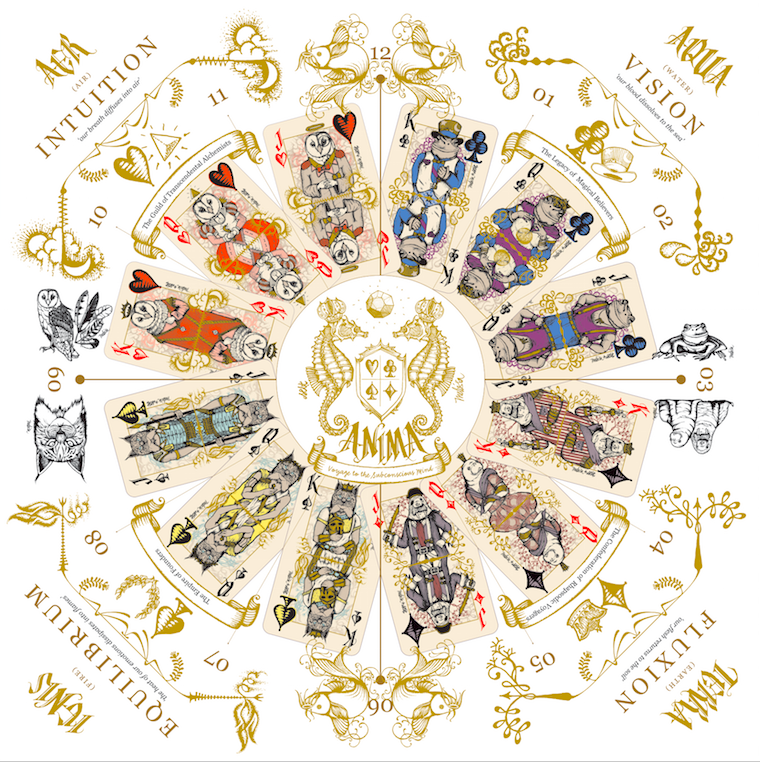 AER
(AIR)
INTUITION
'our breath diffuses into air'
AQUA
(WATER)
VISION
'our blood dissolves to the sea'
12
01
02
03
04
05
06
07
08
09
10
11
The Guild of Transcendental Alchemists
The Legacy of Magical Believers
The Confederation of Rhapsodic Voyagers
The Empire of Founders
J
K
K
Q
Q
J
J
K
K
Q
Q
J
J
K
K
Q
Q
J
ANIMA
Voyage to the Subconscious Mind
IGNIS
(FIRE)
EQUILIBRIUM
'the heat of our emotions dissipates into flames'
TERRA
(EARTH)
FLUXION
'our flesh returns to the soil'